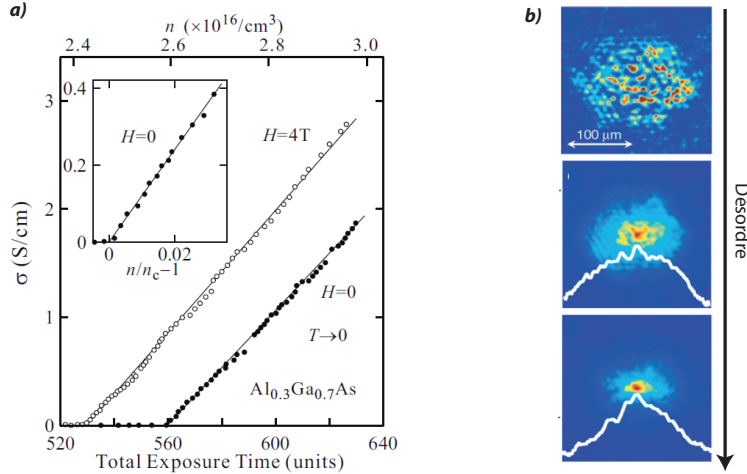 a)
n (×10¹⁶/cm³)
2.4 2.6 2.8 3.0
σ (S/cm)
3
2
1
0
0.4
0.2
0
H=0
0 0.02
n/n_c−1
H=4T
H=0
T→0
Al₀.₃Ga₀.₇As
520 540 560 600 640
Total Exposure Time (units)
b)
100 μm
Desordre